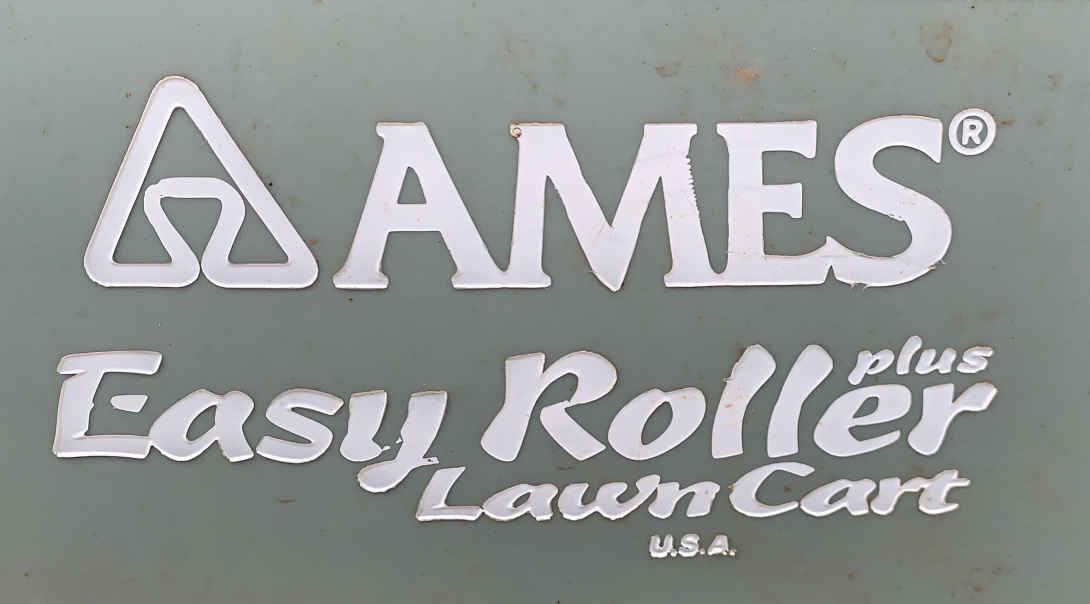 AMES®
Easy Roller plus
Lawn Cart
U.S.A.